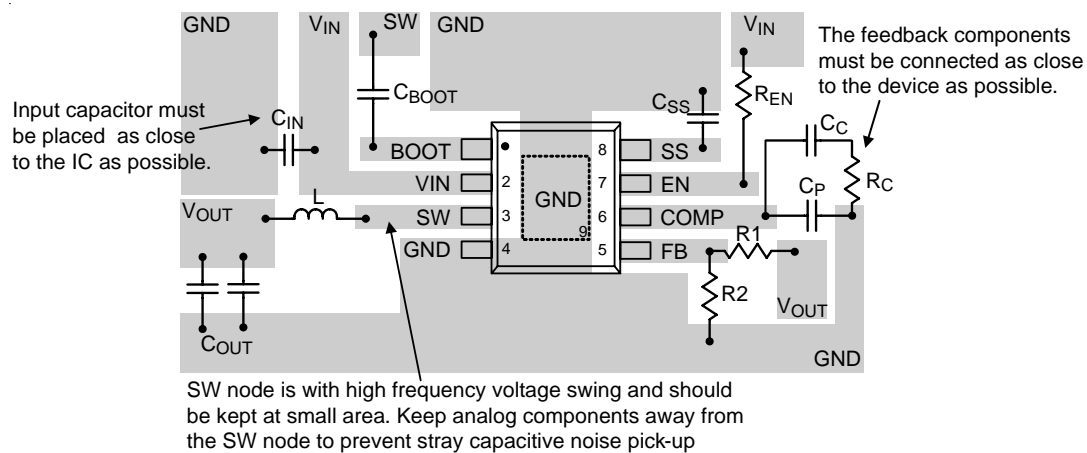 GND
VIN
SW
GND
VIN
The feedback components
must be connected as close
to the device as possible.
Input capacitor must
be placed as close
to the IC as possible.
CIN
CBOOT
CSS
REN
CC
RC
CP
BOOT
VIN
SW
GND
2
3
4
GND
9
8
7
6
5
SS
EN
COMP
FB
L
VOUT
COUT
R1
R2
VOUT
GND
SW node is with high frequency voltage swing and should
be kept at small area. Keep analog components away from
the SW node to prevent stray capacitive noise pick-up